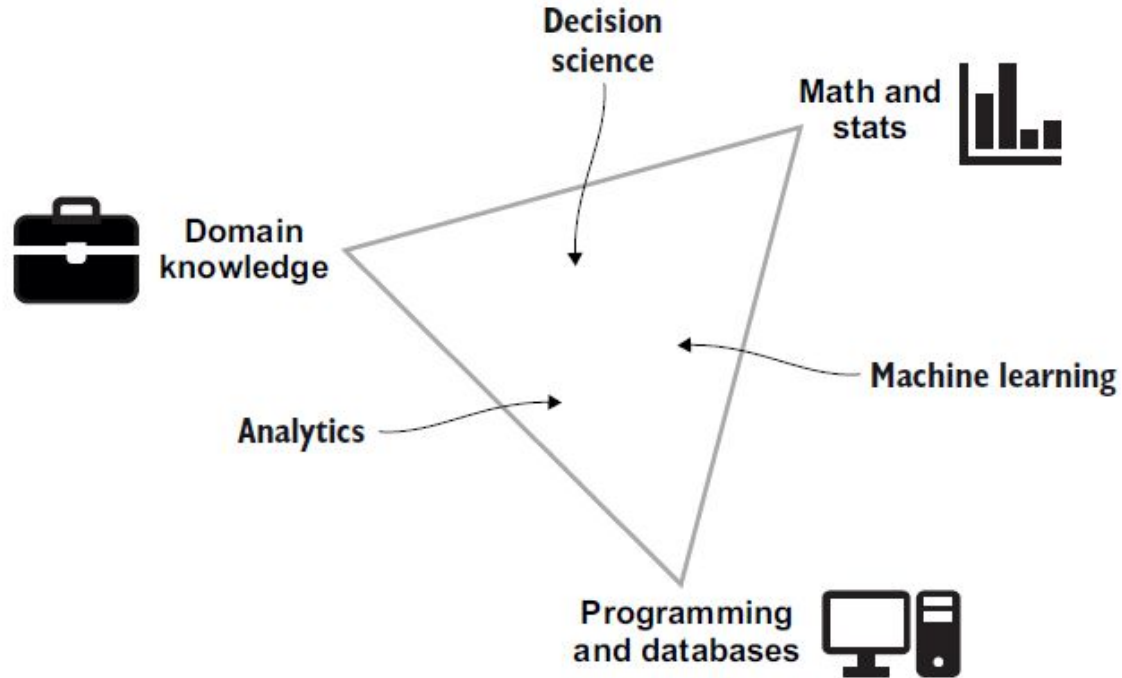 Decision
science
Math and
stats
Domain
knowledge
Machine learning
Analytics
Programming
and databases